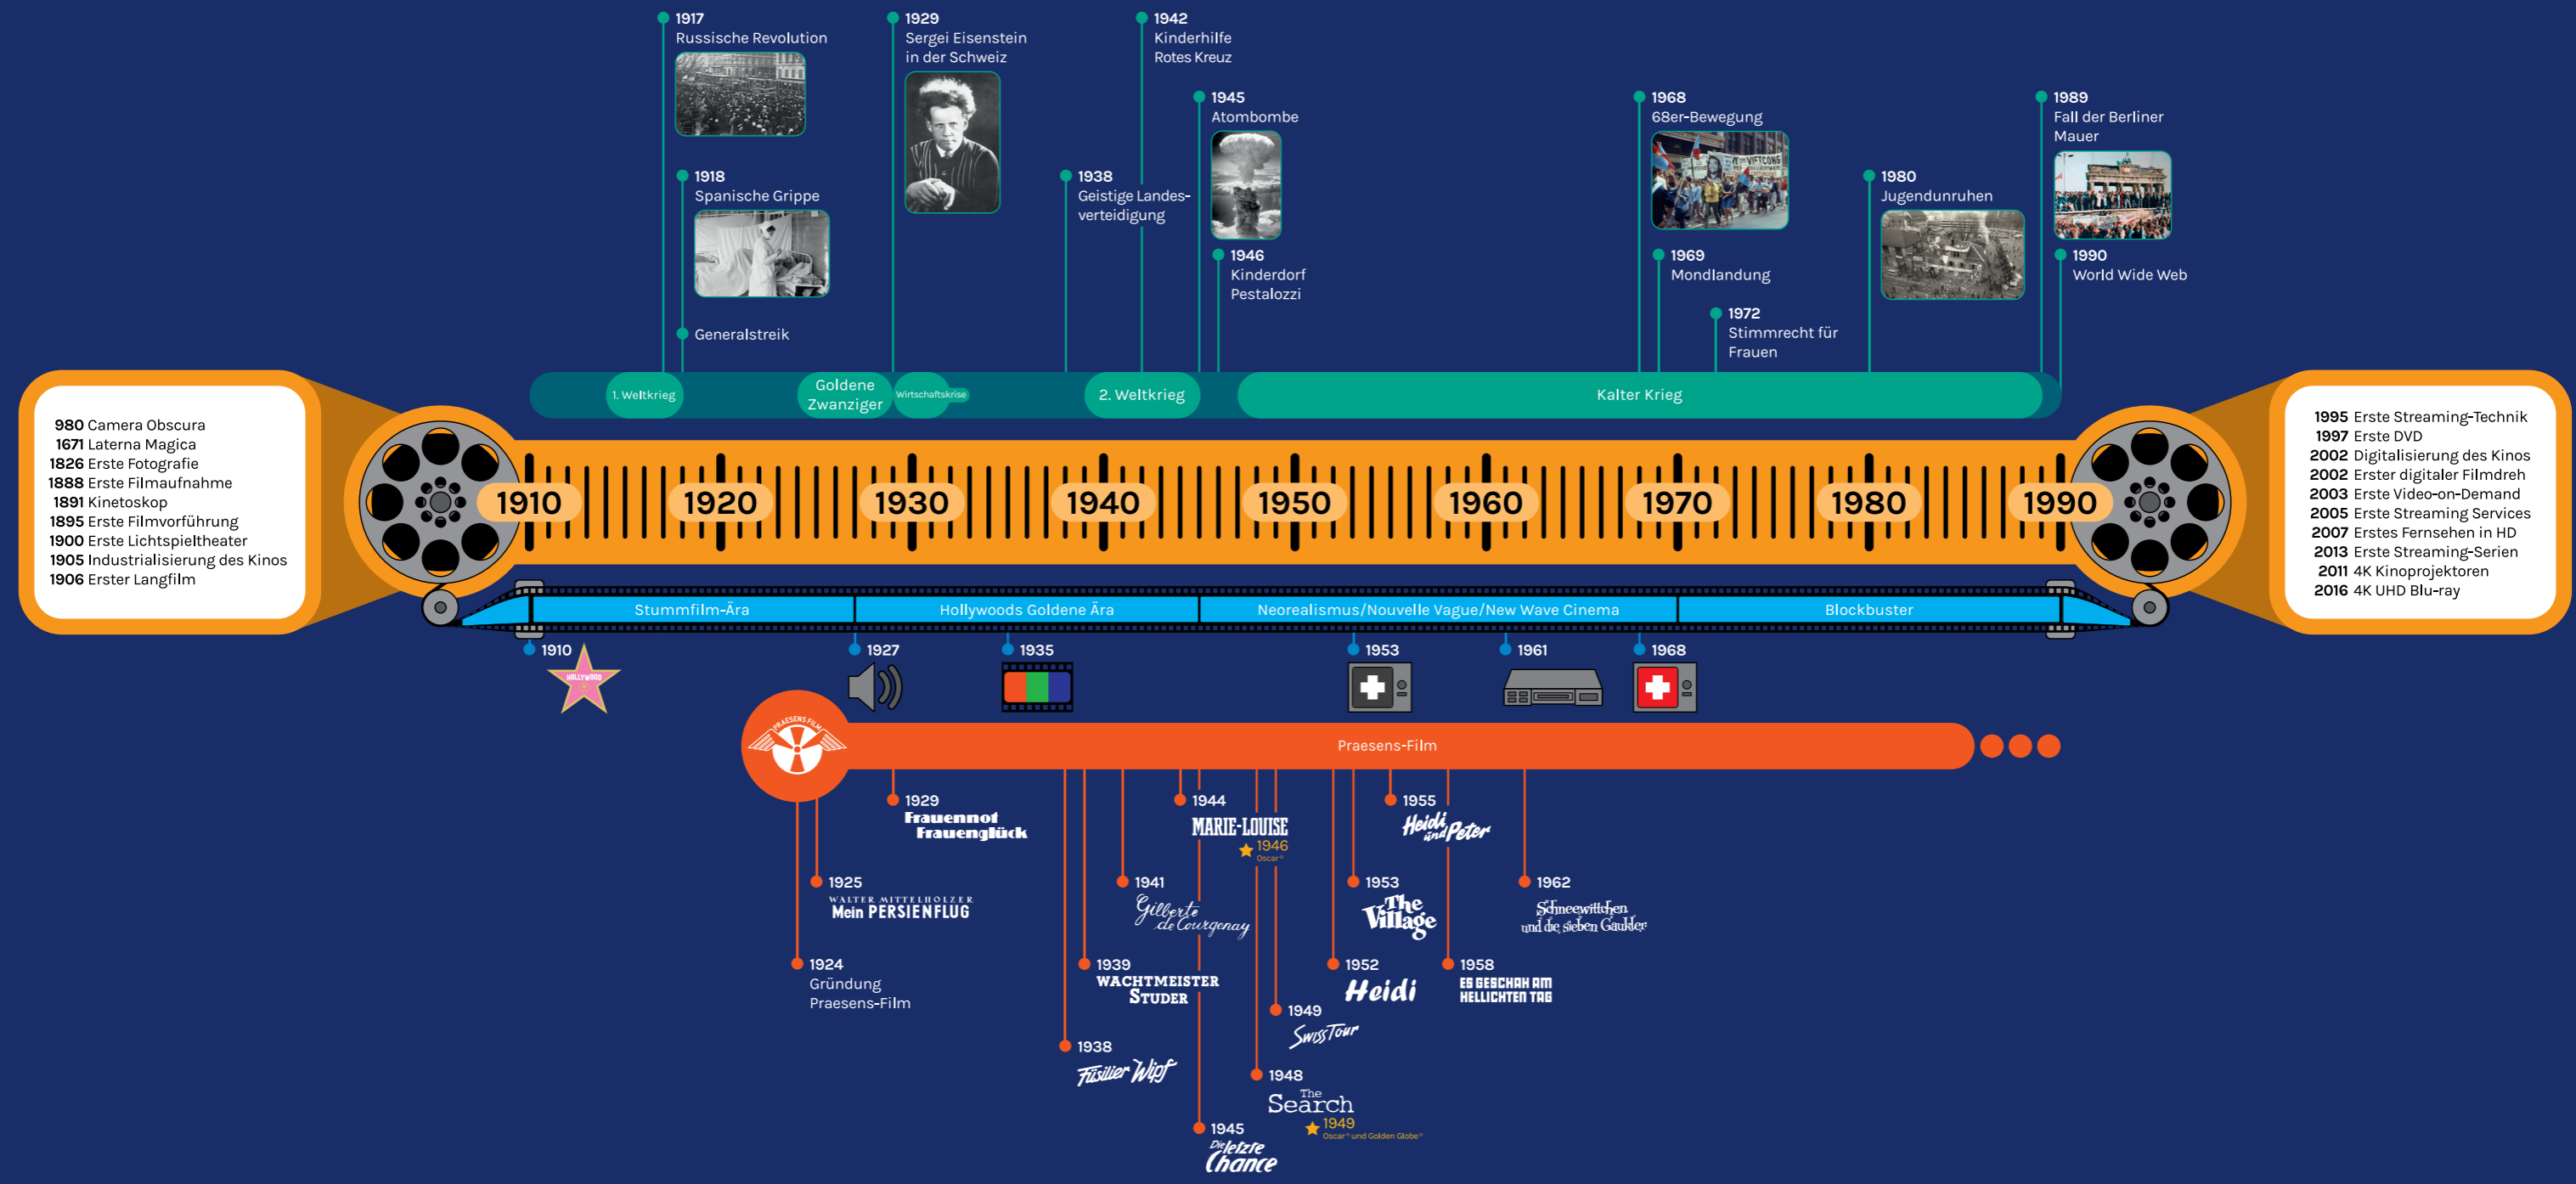 1917
Russische Revolution
1918
Spanische Grippe
Generalstreik
1929
Sergei Eisenstein
in der Schweiz
1938
Geistige Landes-
verteidigung
1942
Kinderhilfe
Rotes Kreuz
1945
Atombombe
1946
Kinderdorf
Pestalozzi
1968
68er-Bewegung
1969
Mondlandung
1972
Stimmrecht für
Frauen
1980
Jugendunruhen
1989
Fall der Berliner
Mauer
1990
World Wide Web
1. Weltkrieg
Goldene
Zwanziger
Wirtschaftskrise
2. Weltkrieg
Kalter Krieg
980 Camera Obscura
1671 Laterna Magica
1826 Erste Fotografie
1888 Erste Filmaufnahme
1891 Kinetoskop
1895 Erste Filmvorführung
1900 Erste Lichtspieltheater
1905 Industrialisierung des Kinos
1906 Erster Langfilm
1910
1920
1930
1940
1950
1960
1970
1980
1990
1995 Erste Streaming-Technik
1997 Erste DVD
2002 Digitalisierung des Kinos
2002 Erster digitaler Filmdreh
2003 Erste Video-on-Demand
2005 Erste Streaming Services
2007 Erstes Fernsehen in HD
2013 Erste Streaming-Serien
2011 4K Kinoprojektoren
2016 4K UHD Blu-ray
Stummfilm-Ära
Hollywoods Goldene Ära
Neorealismus/Nouvelle Vague/New Wave Cinema
Blockbuster
1910
HOLLYWOOD
1927
1935
1953
1961
1968
PRAESENS FILM
Praesens-Film
1924
Gründung
Praesens-Film
1925
WALTER MITTELHOLZER
Mein PERSIENFLUG
1929
Frauennot
Frauenglück
1938
Füsilier Wipf
1939
WACHTMEISTER
STUDER
1941
Gilberte
de Courgenay
1944
MARIE-LOUISE
1946
Oscar®
1945
Die letzte
Chance
1948
The
Search
1949
Oscar® und Golden Globe®
1949
Swiss Tour
1952
Heidi
1953
The
Village
1955
Heidi
und Peter
1958
ES GESCHAH AM
HELLICHTEN TAG
1962
Schneewittchen
und die sieben Gaukler